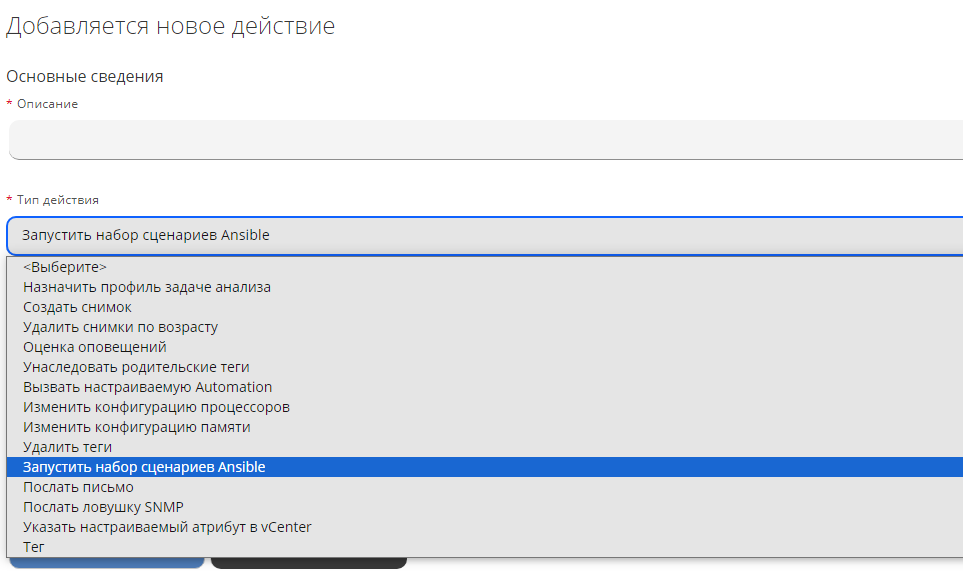 Добавляется новое действие
Основные сведения
* Описание
* Тип действия
Запустить набор сценариев Ansible
<Выберите>
Назначить профиль задаче анализа
Создать снимок
Удалить снимки по возрасту
Оценка оповещений
Унаследовать родительские теги
Вызвать настраиваемую Automation
Изменить конфигурацию процессоров
Изменить конфигурацию памяти
Удалить теги
Запустить набор сценариев Ansible
Послать письмо
Послать ловушку SNMP
Указать настраиваемый атрибут в vCenter
Тег